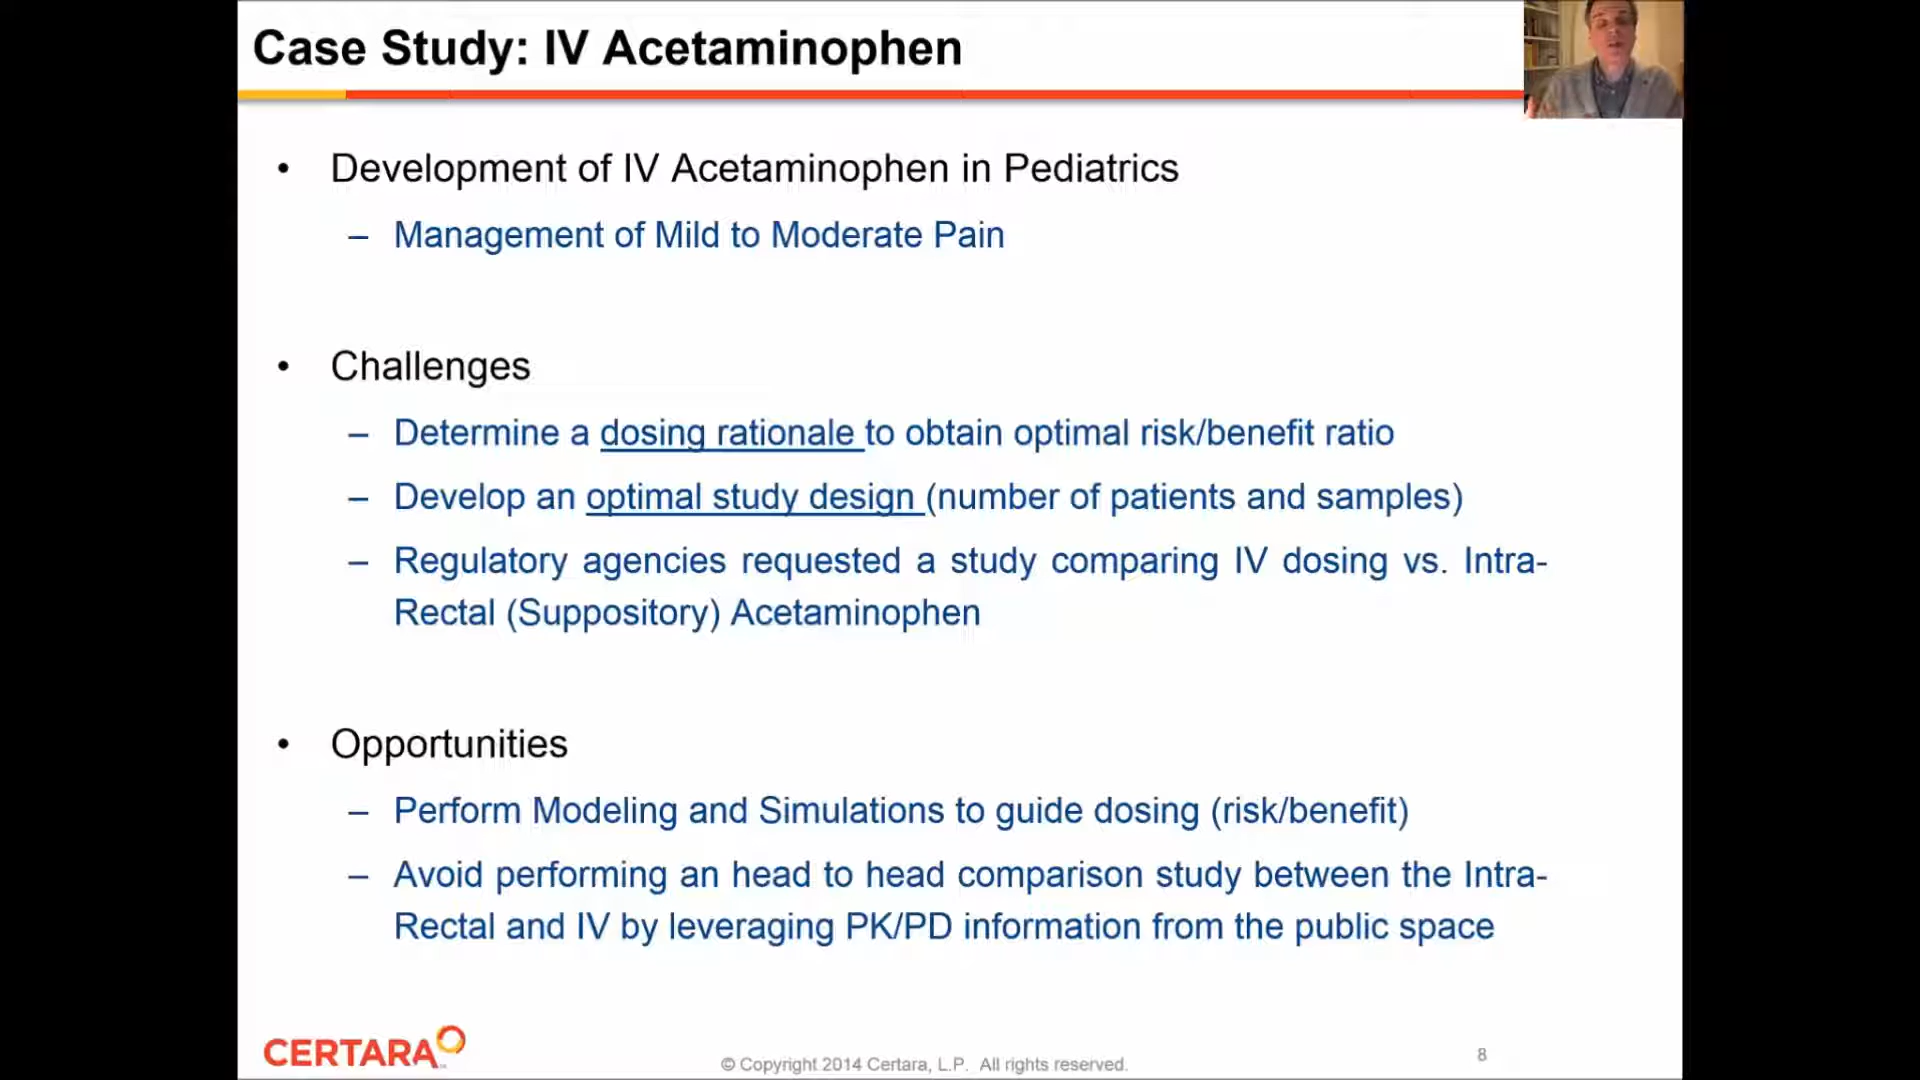 Case Study: IV Acetaminophen
• Development of IV Acetaminophen in Pediatrics
– Management of Mild to Moderate Pain
• Challenges
– Determine a dosing rationale to obtain optimal risk/benefit ratio
– Develop an optimal study design (number of patients and samples)
– Regulatory agencies requested a study comparing IV dosing vs. Intra-
Rectal (Suppository) Acetaminophen
• Opportunities
– Perform Modeling and Simulations to guide dosing (risk/benefit)
– Avoid performing an head to head comparison study between the Intra-
Rectal and IV by leveraging PK/PD information from the public space
CERTARA
© Copyright 2014 Certara, L.P. All rights reserved.
8